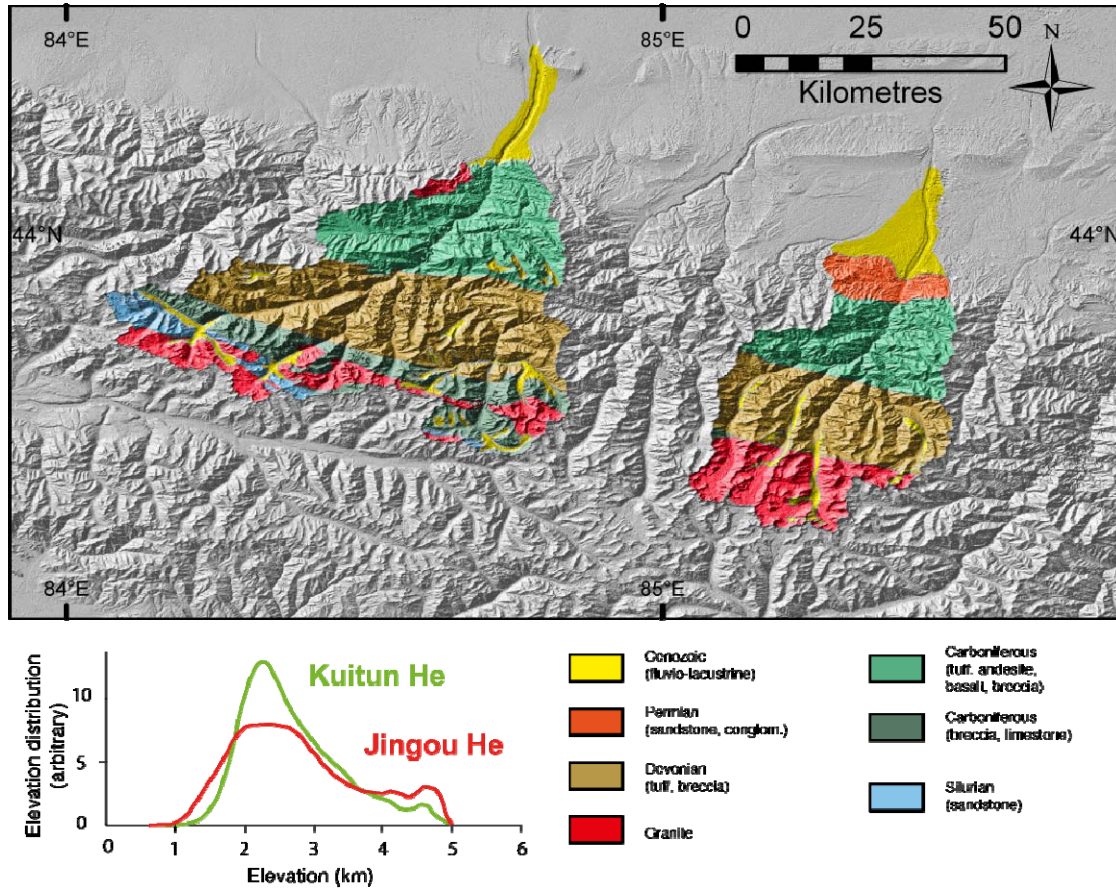 84°E
85°E
0 25 50
Kilometres
N
44°N
44°N
84°E
85°E
Elevation distribution
(arbitrary)
10
5
0
Kuitun He
Jingou He
0 1 2 3 4 5 6
Elevation (km)
Cenozoic
(fluvio-lacustrine)
Permian
(sandstone, conglom.)
Devonian
(tuff, breccia)
Granite
Carboniferous
(tuff, andesite,
basalt, breccia)
Carboniferous
(breccia, limestone)
Silurian
(sandstone)